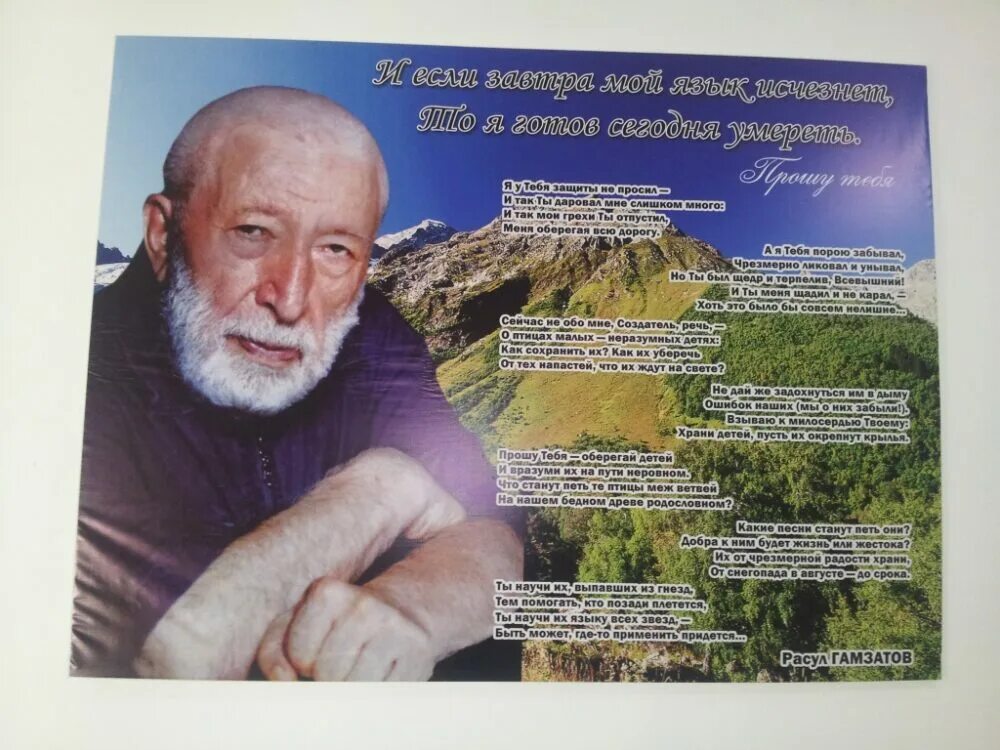 И если завтра мой язык исчезнет,
То я готов сегодня умереть.
Прошу тебя
Я у Тебя защиты не просил —
И так Ты даровал мне слишком много:
И так мои грехи Ты отпустил,
Меня оберегая всю дорогу.
А я Тебя порою забывал,
Чрезмерно ликовал и унывал,
Но Ты был щедр и терпелив, Всевышний!
И Ты меня щадил и не карал, —
Хоть это было бы совсем нелишне...
Сейчас не обо мне, Создатель, речь, —
О птицах малых — неразумных детях:
Как сохранить их? Как их уберечь
От тех напастей, что их ждут на свете?
Не дай же задохнуться им в дыму
Ошибок наших (мы о них забыли!).
Взываю к милосердью Твоему:
Храни детей, пусть их окрепнут крылья.
Прошу Тебя — оберегай детей
И вразуми их на пути неровном.
Что станут петь те птицы меж ветвей
На нашем бедном древе родословном?
Какие песни станут петь они?
Добра к ним будет жизнь или жестока?
Их от чрезмерной радости храни,
От снегопада в августе — до срока.
Ты научи их, выпавших из гнезд,
Тем помогать, кто позади плетется,
Ты научи их языку всех звезд, —
Быть может, где-то применить придется...
Расул ГАМЗАТОВ